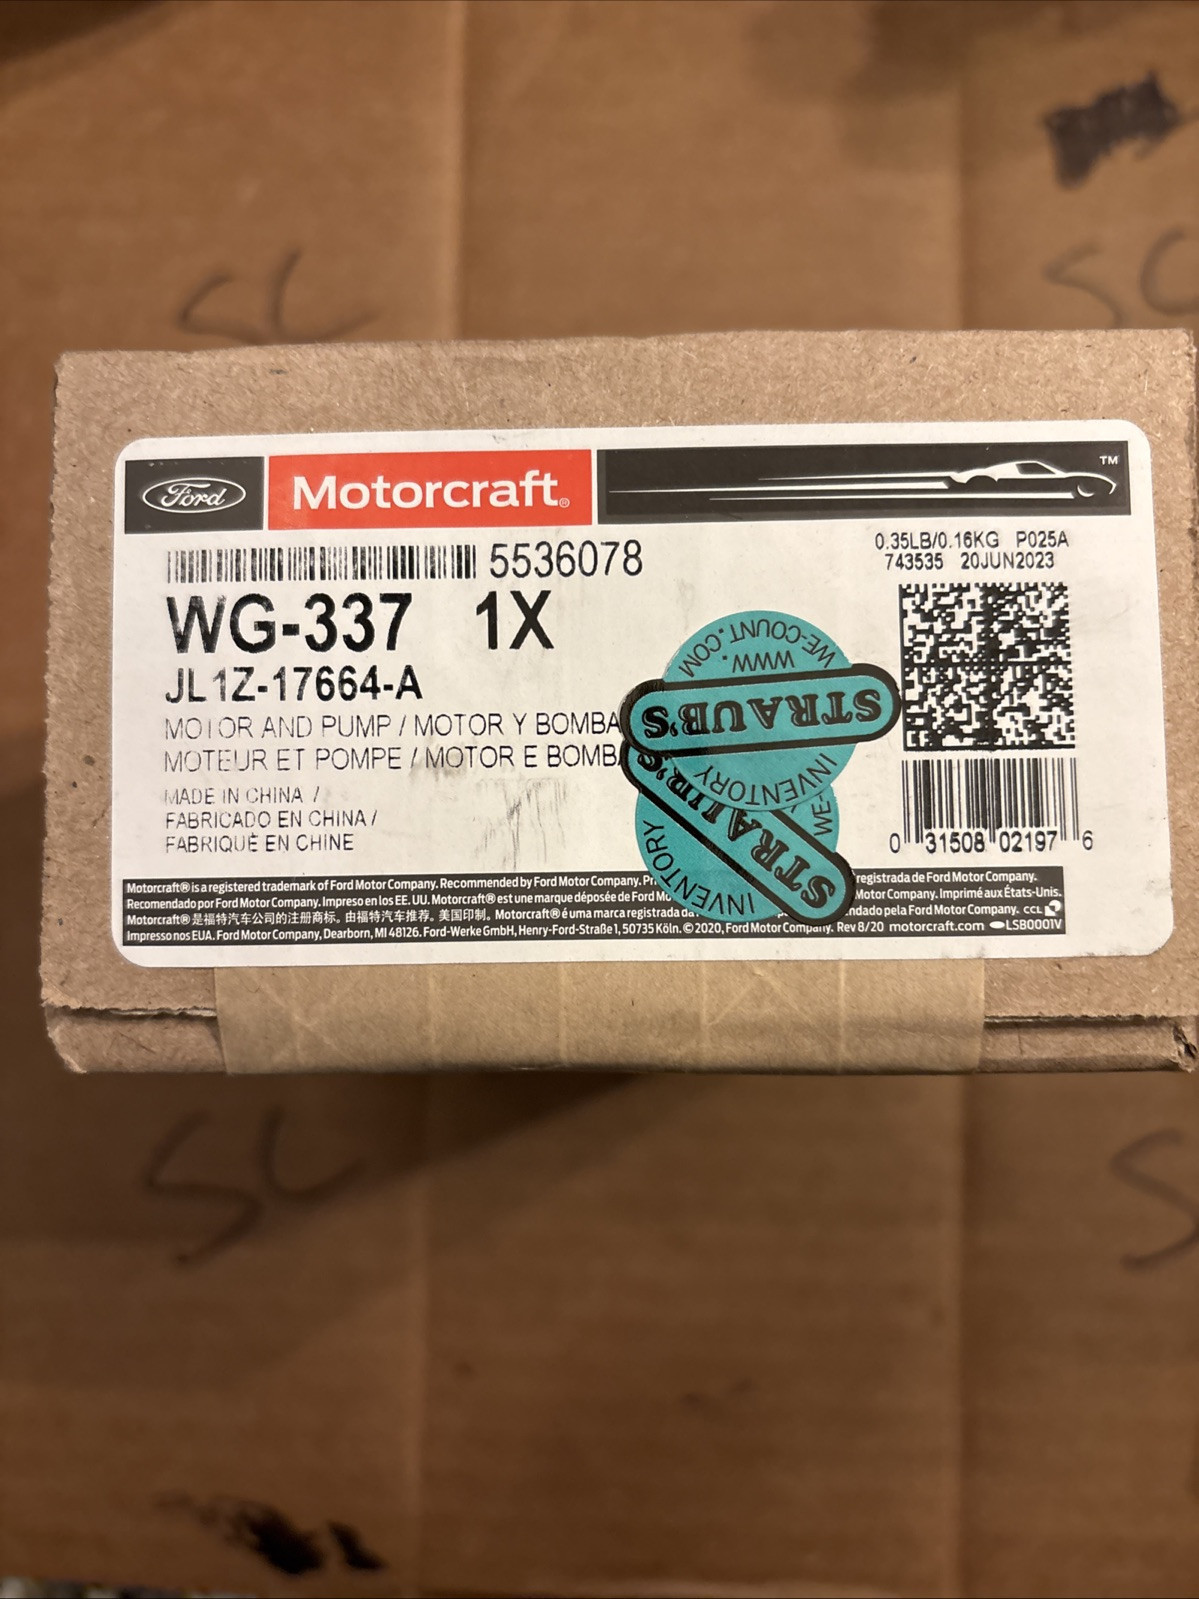 SC
SC
Ford Motorcraft® ™
5536078
0.35LB/0.16KG P025A
743535 20JUN2023
WG-337 1X
JL1Z-17664-A
MOTOR AND PUMP / MOTOR Y BOMBA
MOTEUR ET POMPE / MOTOR E BOMBA
MADE IN CHINA /
FABRICADO EN CHINA /
FABRIQUÉ EN CHINE
WWW.
WE-COUNT.COM
STRAUB'S
INVENTORY
WE-
STRAUB'S
INVENTORY
0 31508 02197 6
Motorcraft® is a registered trademark of Ford Motor Company. Recommended by Ford Motor Company. registrada de Ford Motor Company.
Recomendado por Ford Motor Company. Impreso en los EE. UU. Motorcraft® est une marque déposée de Ford Motor Company. Imprimé aux États-Unis.
Motorcraft® 是福特汽车公司的注册商标。由福特汽车推荐。美国印制。 Motorcraft® é uma marca registrada da pela Ford Motor Company. CCL
Impresso nos EUA. Ford Motor Company, Dearborn, MI 48126. Ford-Werke GmbH, Henry-Ford-Straße 1, 50735 Köln. © 2020, Ford Motor Company. Rev 8/20 motorcraft.com LSB0001V
SC
S